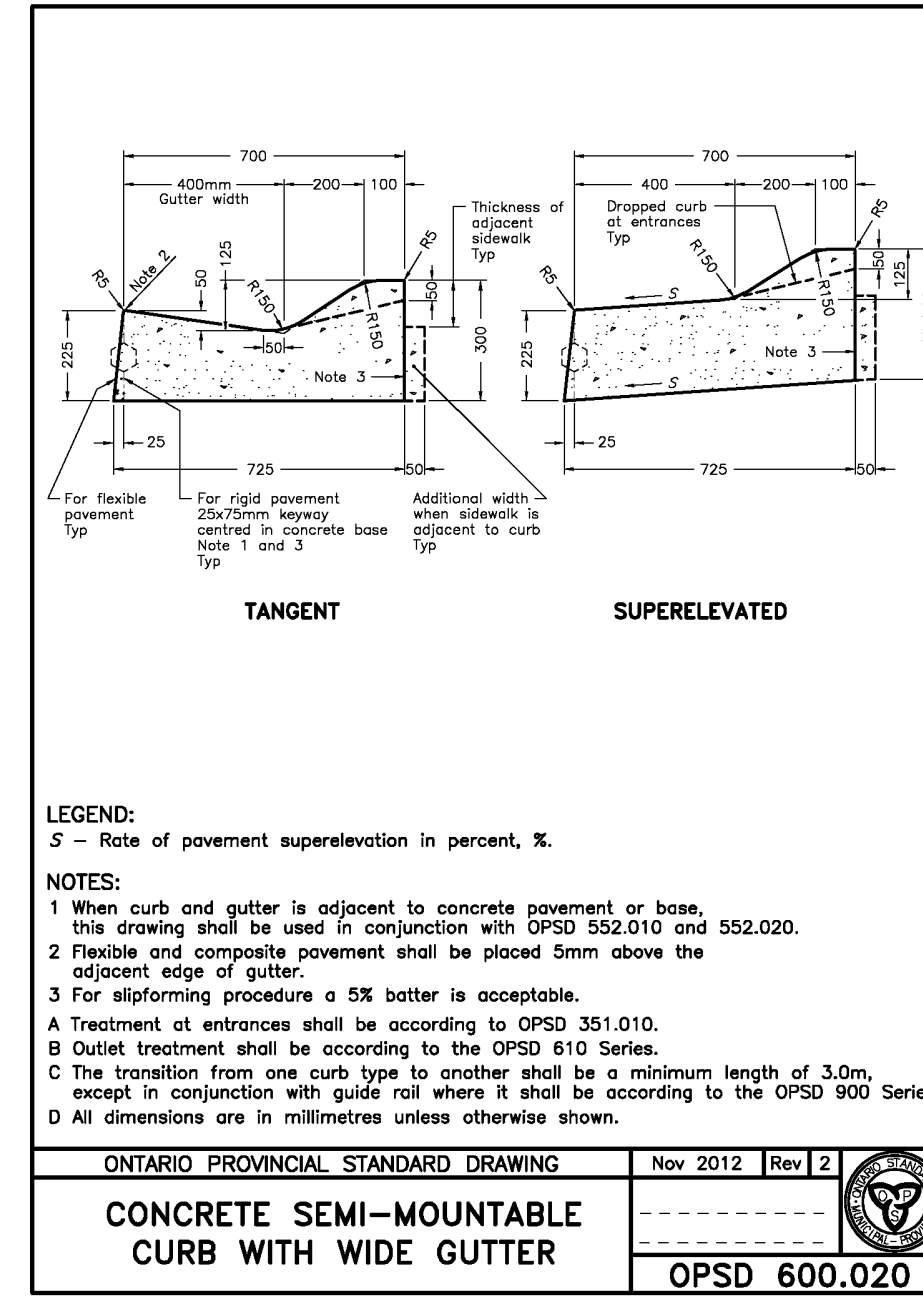 700
400mm
Gutter width
200
100
Thickness of
adjacent
sidewalk
Typ
R5
R5
Note 2
50
125
R150
50
R150
50
300
225
Note 3
25
725
50
For flexible
pavement
Typ
For rigid pavement
25x75mm keyway
centred in concrete base
Note 1 and 3
Typ
Additional width
when sidewalk is
adjacent to curb
Typ
TANGENT
700
400
200
100
Dropped curb
at entrances
Typ
R5
R5
R150
R150
50
125
S
225
Note 3
S
25
725
50
SUPERELEVATED
LEGEND:
S – Rate of pavement superelevation in percent, %.
NOTES:
1 When curb and gutter is adjacent to concrete pavement or base,
this drawing shall be used in conjunction with OPSD 552.010 and 552.020.
2 Flexible and composite pavement shall be placed 5mm above the
adjacent edge of gutter.
3 For slipforming procedure a 5% batter is acceptable.
A Treatment at entrances shall be according to OPSD 351.010.
B Outlet treatment shall be according to the OPSD 610 Series.
C The transition from one curb type to another shall be a minimum length of 3.0m,
except in conjunction with guide rail where it shall be according to the OPSD 900 Serie
D All dimensions are in millimetres unless otherwise shown.
ONTARIO PROVINCIAL STANDARD DRAWING
Nov 2012 Rev 2
CONCRETE SEMI–MOUNTABLE
CURB WITH WIDE GUTTER
OPSD 600.020
O P
S